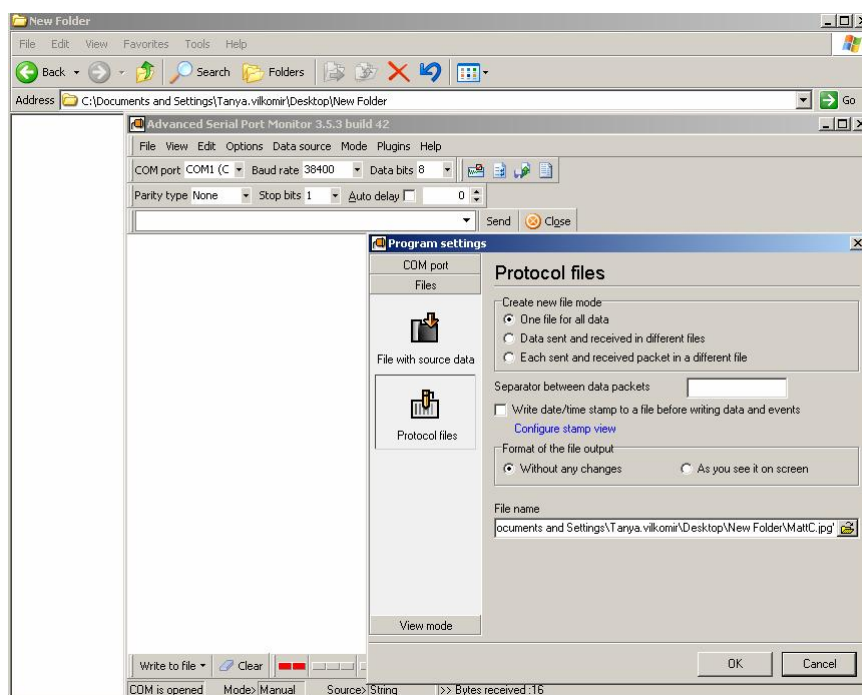 New Folder
File Edit View Favorites Tools Help
Back Search Folders
Address C:\Documents and Settings\Tanya.vilkomir\Desktop\New Folder Go
Advanced Serial Port Monitor 3.5.3 build 42
File View Edit Options Data source Mode Plugins Help
COM port COM1 (C Baud rate 38400 Data bits 8
Parity type None Stop bits 1 Auto delay 0
Send Close
Program settings
COM port
Files
File with source data
Protocol files
View mode
Protocol files
Create new file mode
One file for all data
Data sent and received in different files
Each sent and received packet in a different file
Separator between data packets
Write date/time stamp to a file before writing data and events
Configure stamp view
Format of the file output
Without any changes As you see it on screen
File name
ocuments and Settings\Tanya.vilkomir\Desktop\New Folder\MattC.jpg'
OK Cancel
Write to file Clear
COM is opened Mode> Manual Source> String >> Bytes received :16